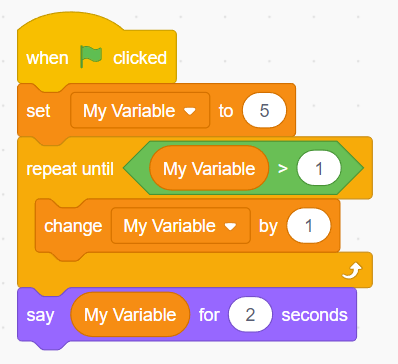 when clicked
set My Variable to 5
repeat until My Variable > 1
change My Variable by 1
say My Variable for 2 seconds